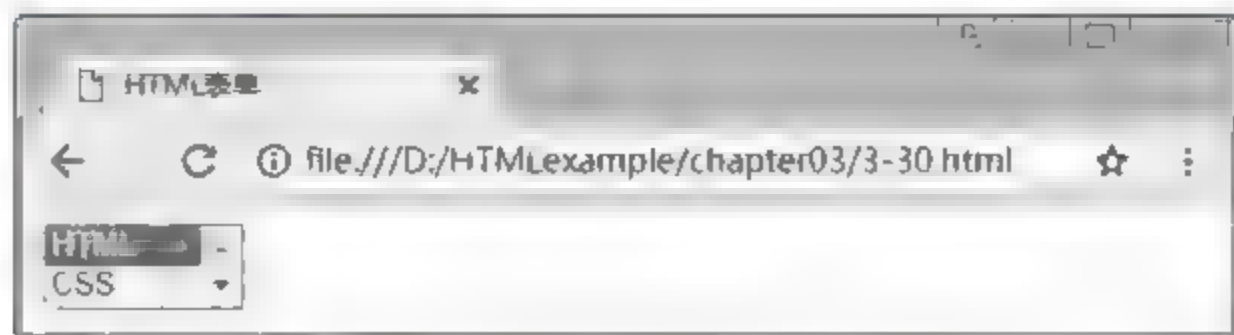 HTML表单
file:///D:/HTMLexample/chapter03/3-30.html
HTML
CSS